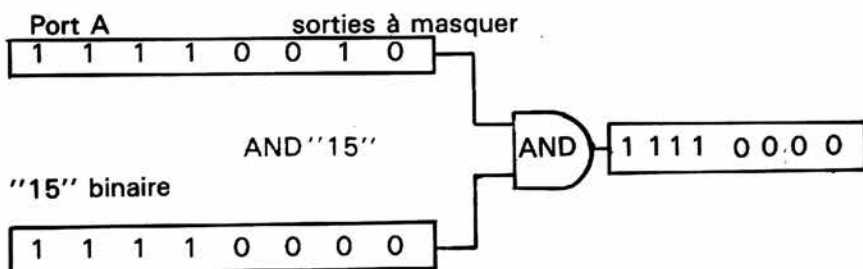 Port A sorties à masquer
1 1 1 1 0 0 1 0
AND ''15''
AND
1 1 1 1 0 0 0 0
''15'' binaire
1 1 1 1 0 0 0 0